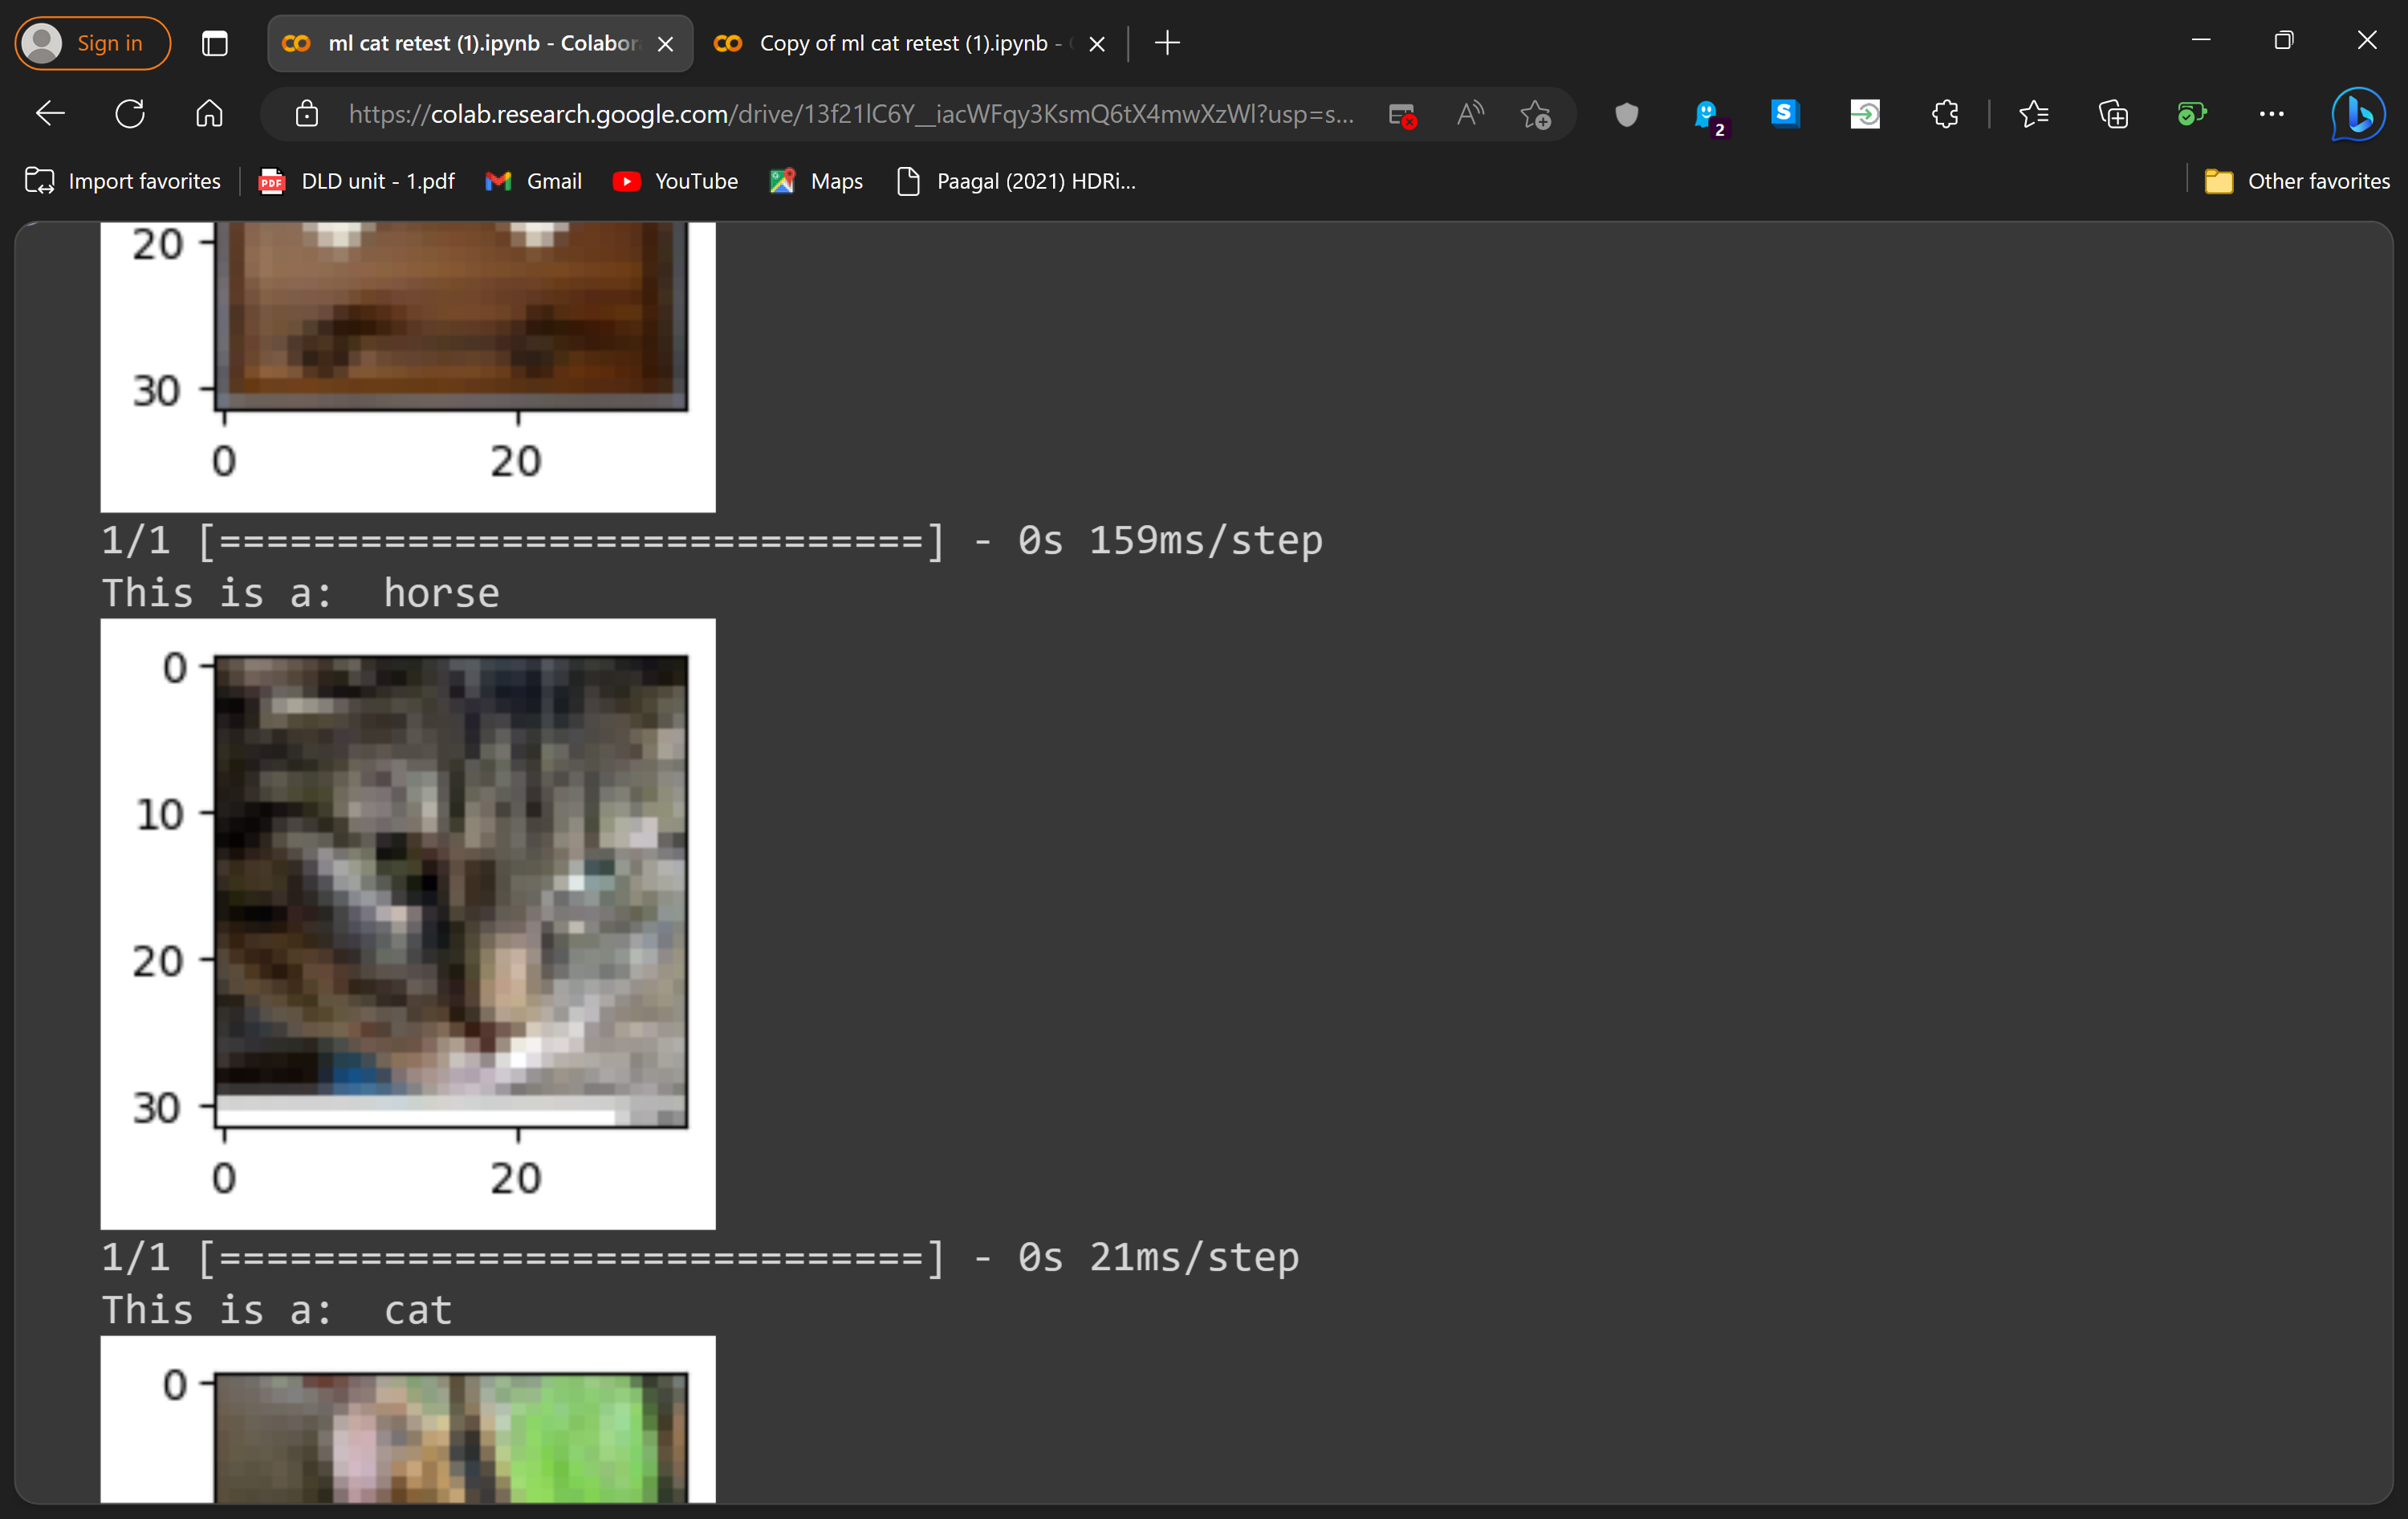 Sign in
ml cat retest (1).ipynb - Colabor
Copy of ml cat retest (1).ipynb -
https://colab.research.google.com/drive/13f21lC6Y__iacWFqy3KsmQ6tX4mwXzWl?usp=s...
2
Import favorites
DLD unit - 1.pdf
Gmail
YouTube
Maps
Paagal (2021) HDRi...
Other favorites
20
30
0 20
1/1 [==============================] - 0s 159ms/step
This is a:  horse
0
10
20
30
0 20
1/1 [==============================] - 0s 21ms/step
This is a:  cat
0